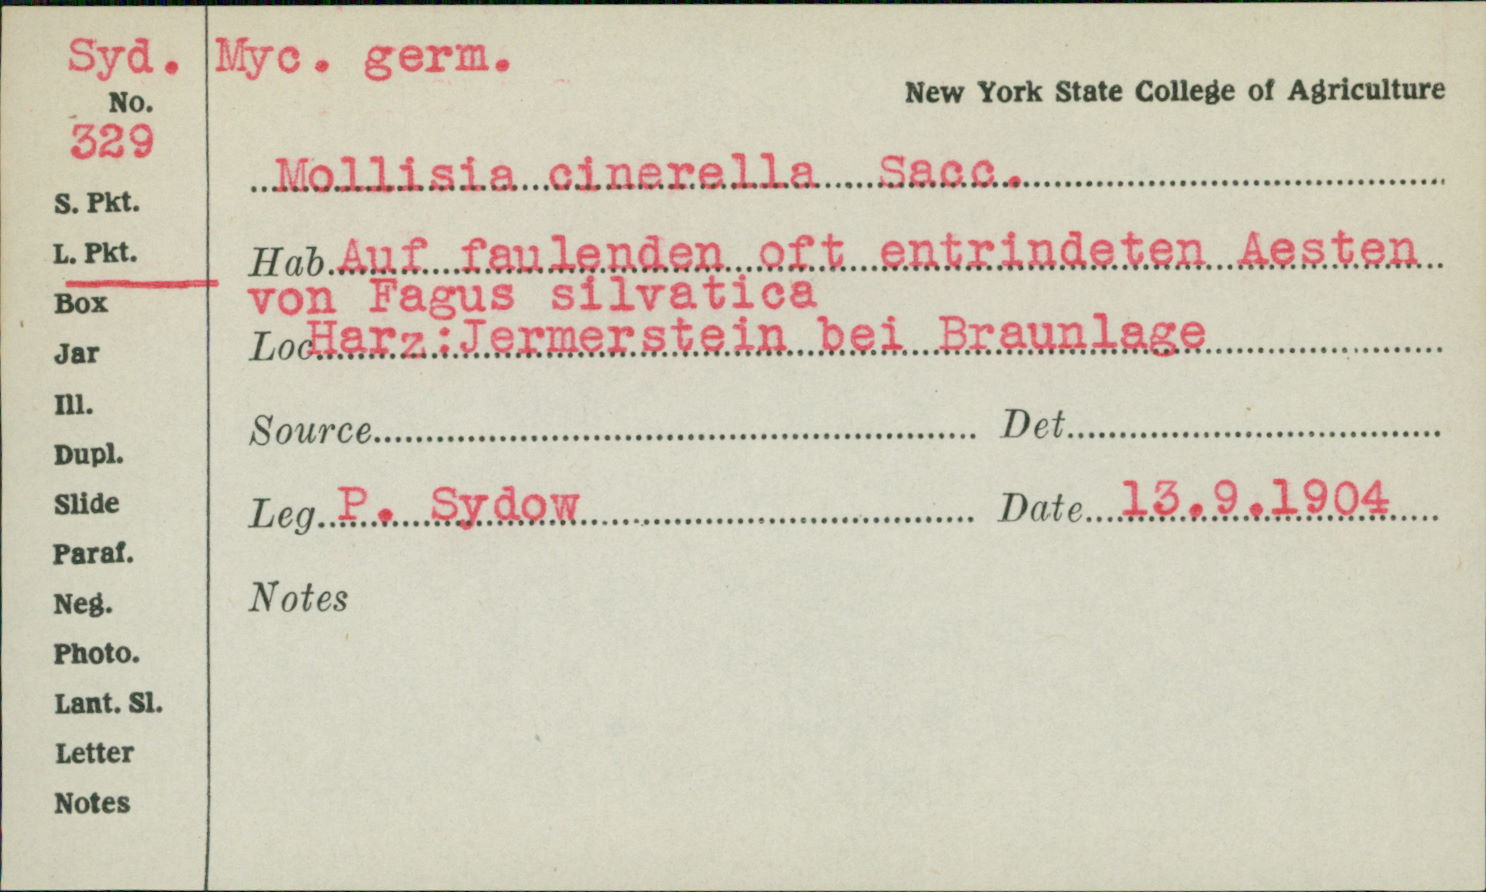 Syd. Myc. germ.
New York State College of Agriculture
No.
329
Mollisia cinerella Sacc.
S. Pkt.
L. Pkt.
Hab. Auf faulenden oft entrindeten Aesten
von Fagus silvatica
Box
Loc Harz:Jermerstein bei Braunlage
Jar
Ill.
Source Det.
Dupl.
Slide
Leg. P. Sydow Date 13.9.1904
Paraf.
Neg.
Notes
Photo.
Lant. Sl.
Letter
Notes